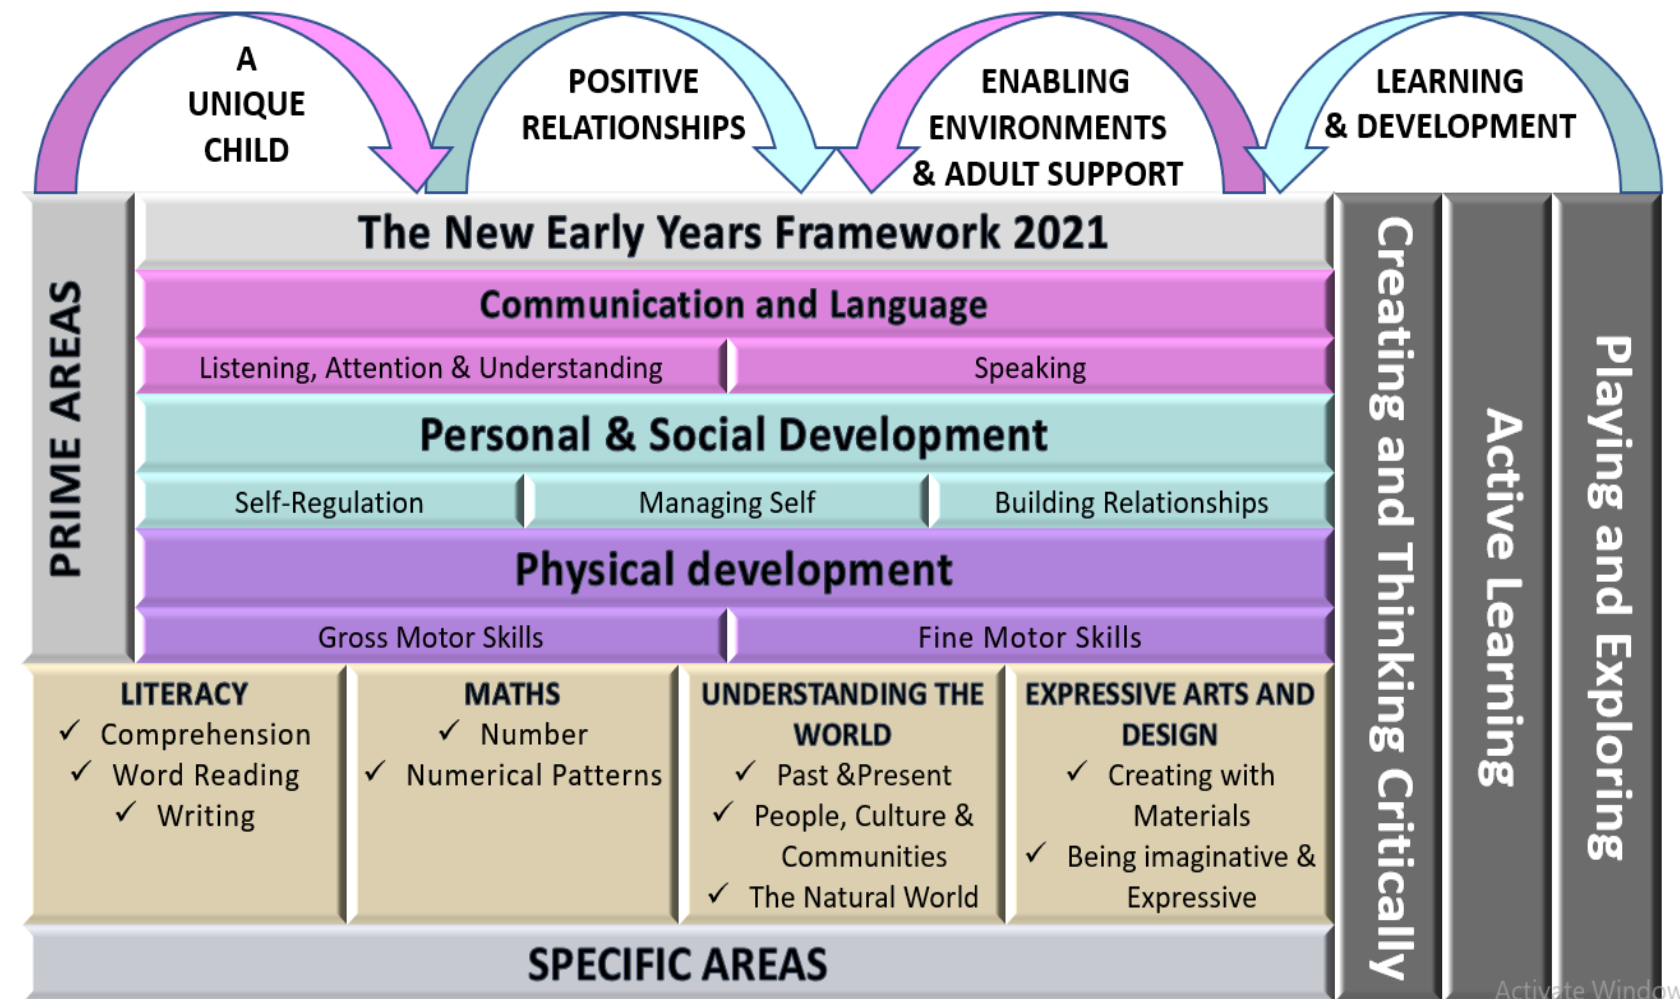 A
UNIQUE
CHILD
POSITIVE
RELATIONSHIPS
ENABLING
ENVIRONMENTS
& ADULT SUPPORT
LEARNING
& DEVELOPMENT
PRIME AREAS
The New Early Years Framework 2021
Communication and Language
Listening, Attention & Understanding
Speaking
Personal & Social Development
Self-Regulation
Managing Self
Building Relationships
Physical development
Gross Motor Skills
Fine Motor Skills
LITERACY
✓ Comprehension
✓ Word Reading
✓ Writing
MATHS
✓ Number
✓ Numerical Patterns
UNDERSTANDING THE
WORLD
✓ Past &Present
✓ People, Culture &
Communities
✓ The Natural World
EXPRESSIVE ARTS AND
DESIGN
✓ Creating with
Materials
✓ Being imaginative &
Expressive
SPECIFIC AREAS
Creating and Thinking Critically
Active Learning
Playing and Exploring
Activate Window